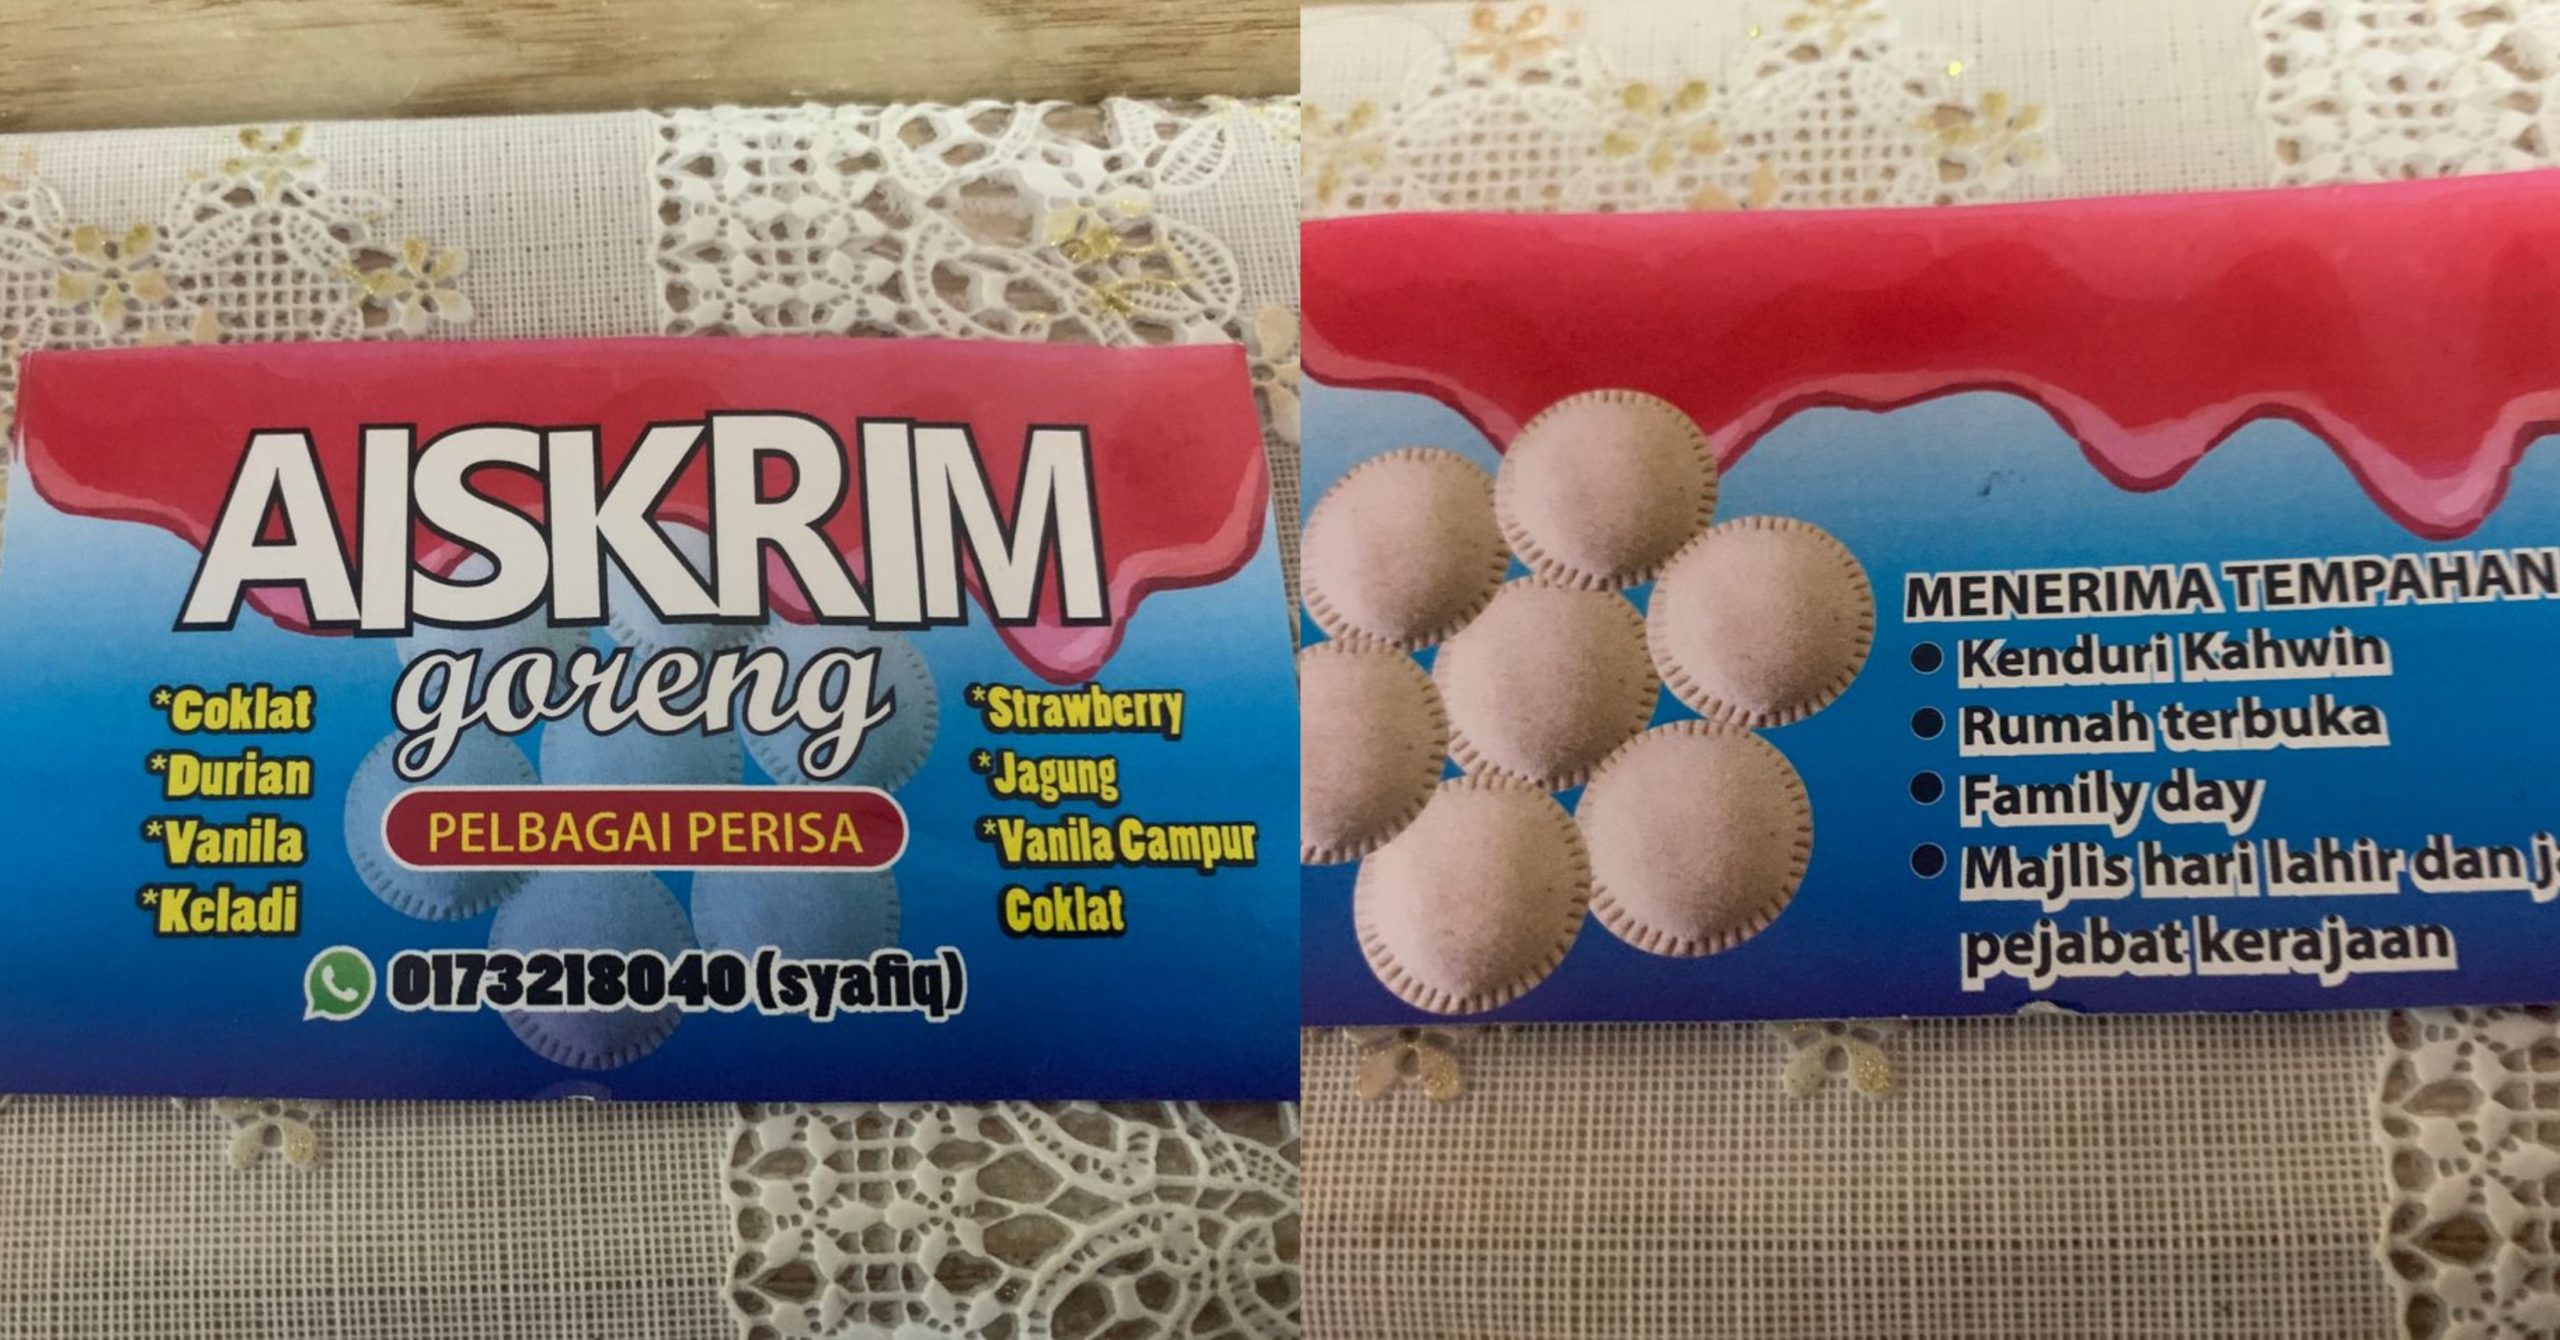 AISKRIM
goreng
*Coklat
*Durian
*Vanila
*Keladi
PELBAGAI PERISA
*Strawberry
*Jagung
*Vanila Campur
Coklat
0173218040 (syafiq)
MENERIMA TEMPAHAN
Kenduri Kahwin
Rumah terbuka
Family day
Majlis hari lahir dan
pejabat kerajaan